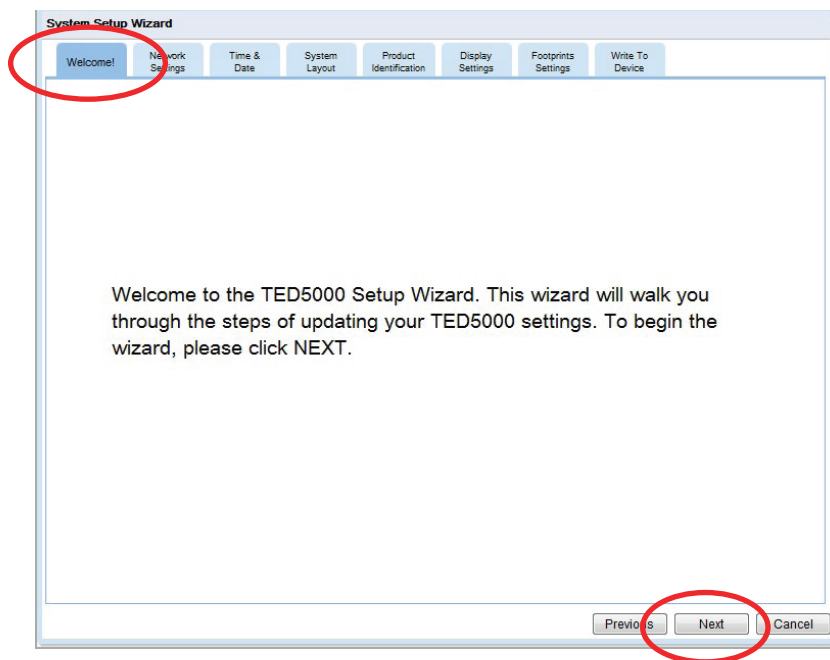 System Setup Wizard
Welcome!
Network
Settings
Time &
Date
System
Layout
Product
Identification
Display
Settings
Footprints
Settings
Write To
Device
Welcome to the TED5000 Setup Wizard. This wizard will walk you
through the steps of updating your TED5000 settings. To begin the
wizard, please click NEXT.
Previous
Next
Cancel